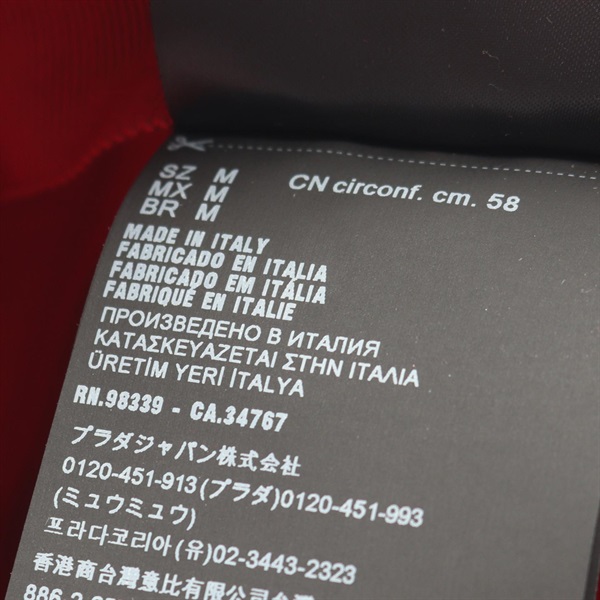 SZ M CN circonf. cm. 58
MX M
BR M
MADE IN ITALY
FABRICADO EN ITALIA
FABRICADO EM ITÁLIA
FABRIQUÉ EN ITALIE
ПРОИЗВЕДЕНО В ИТАЛИЯ
ΚΑΤΑΣΚΕΥΑΖΕΤΑΙ ΣΤΗΝ ΙΤΑΛΙΑ
ÜRETİM YERİ İTALYA
RN.98339 - CA.34767
プラダジャパン株式会社
0120-451-913(プラダ)0120-451-993
(ミュウミュウ)
프라다코리아(유)02-3443-2323
香港商台灣意比有限公司台灣分公司